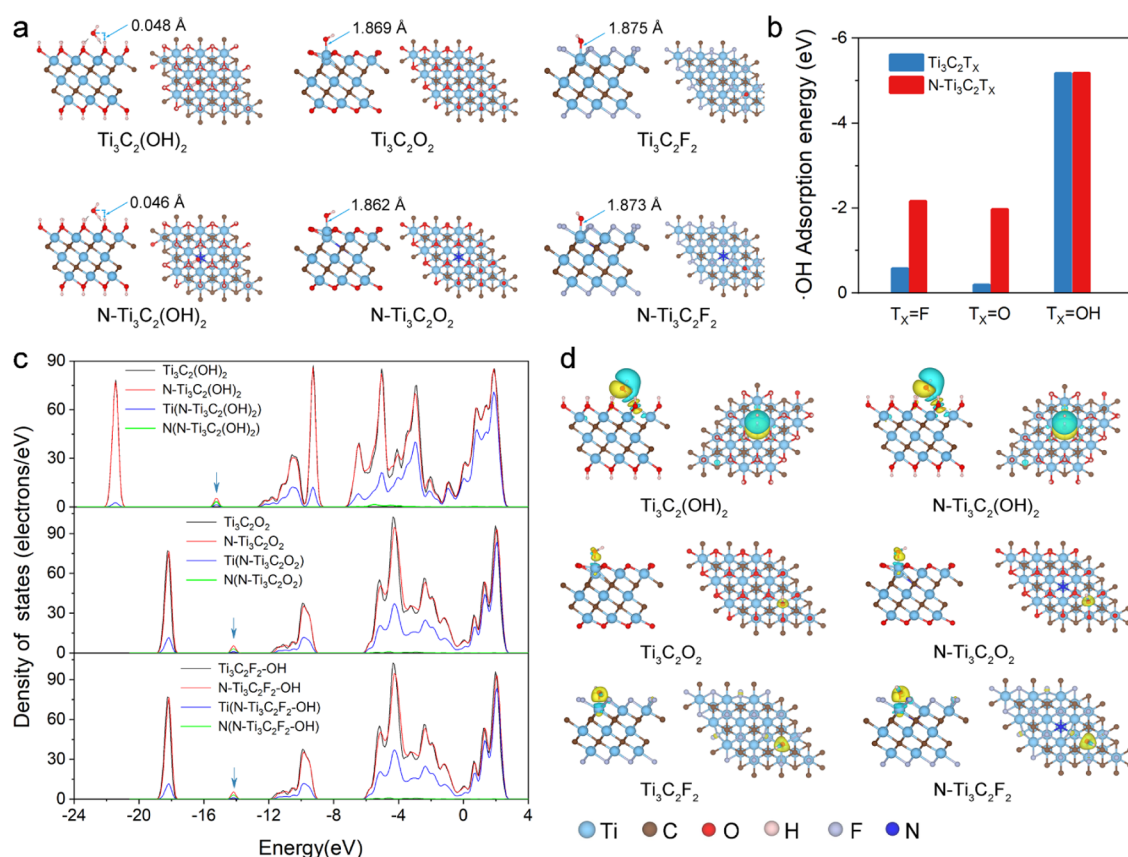 a
0.048 Å
1.869 Å
1.875 Å
Ti₃C₂(OH)₂
Ti₃C₂O₂
Ti₃C₂F₂
0.046 Å
1.862 Å
1.873 Å
N-Ti₃C₂(OH)₂
N-Ti₃C₂O₂
N-Ti₃C₂F₂
b
·OH Adsorption energy (eV)
-6
-4
-2
0
Ti₃C₂Tₓ
N-Ti₃C₂Tₓ
Tₓ=F
Tₓ=O
Tₓ=OH
c
Density of states (electrons/eV)
90
60
30
0
Ti₃C₂(OH)₂
N-Ti₃C₂(OH)₂
Ti(N-Ti₃C₂(OH)₂)
N(N-Ti₃C₂(OH)₂)
90
60
30
0
Ti₃C₂O₂
N-Ti₃C₂O₂
Ti(N-Ti₃C₂O₂)
N(N-Ti₃C₂O₂)
90
60
30
0
Ti₃C₂F₂-OH
N-Ti₃C₂F₂-OH
Ti(N-Ti₃C₂F₂-OH)
N(N-Ti₃C₂F₂-OH)
-24 -20 -16 -12 -8 -4 0 4
Energy(eV)
d
Ti₃C₂(OH)₂
N-Ti₃C₂(OH)₂
Ti₃C₂O₂
N-Ti₃C₂O₂
Ti₃C₂F₂
N-Ti₃C₂F₂
Ti C O H F N